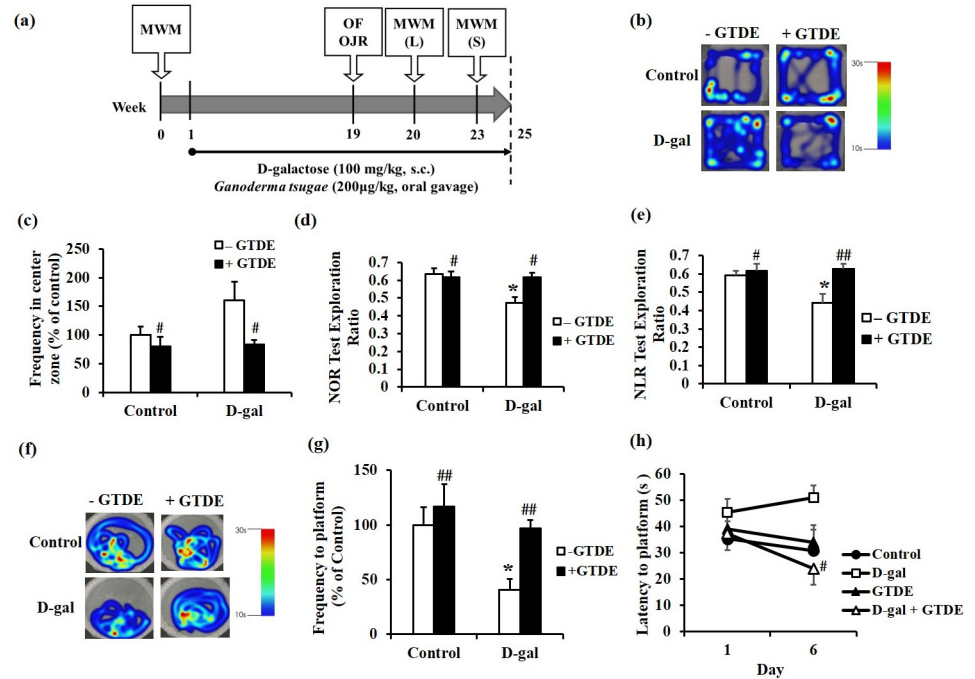 (a)
MWM
OF
OJR
MWM
(L)
MWM
(S)
Week
0 1 19 20 23 25
D-galactose (100 mg/kg, s.c.)
Ganoderma tsugae (200μg/kg, oral gavage)
(b)
- GTDE + GTDE
Control
D-gal
30s
10s
(c)
Frequency in center
zone (% of control)
250
200
150
100
50
0
– GTDE
+ GTDE
#
#
Control D-gal
(d)
NOR Test Exploration
Ratio
0.7
0.6
0.5
0.4
0.3
0.2
0.1
0
#
*
#
– GTDE
+ GTDE
Control D-gal
(e)
NLR Test Exploration
Ratio
0.7
0.6
0.5
0.4
0.3
0.2
0.1
0
#
*
##
– GTDE
+ GTDE
Control D-gal
(f)
- GTDE + GTDE
Control
D-gal
30s
10s
(g)
Frequency to platform
(% of Control)
150
100
50
0
##
*
##
-GTDE
+GTDE
Control D-gal
(h)
Latency to platform (s )
60
50
40
30
20
10
0
#
Control
D-gal
GTDE
D-gal + GTDE
1 6
Day